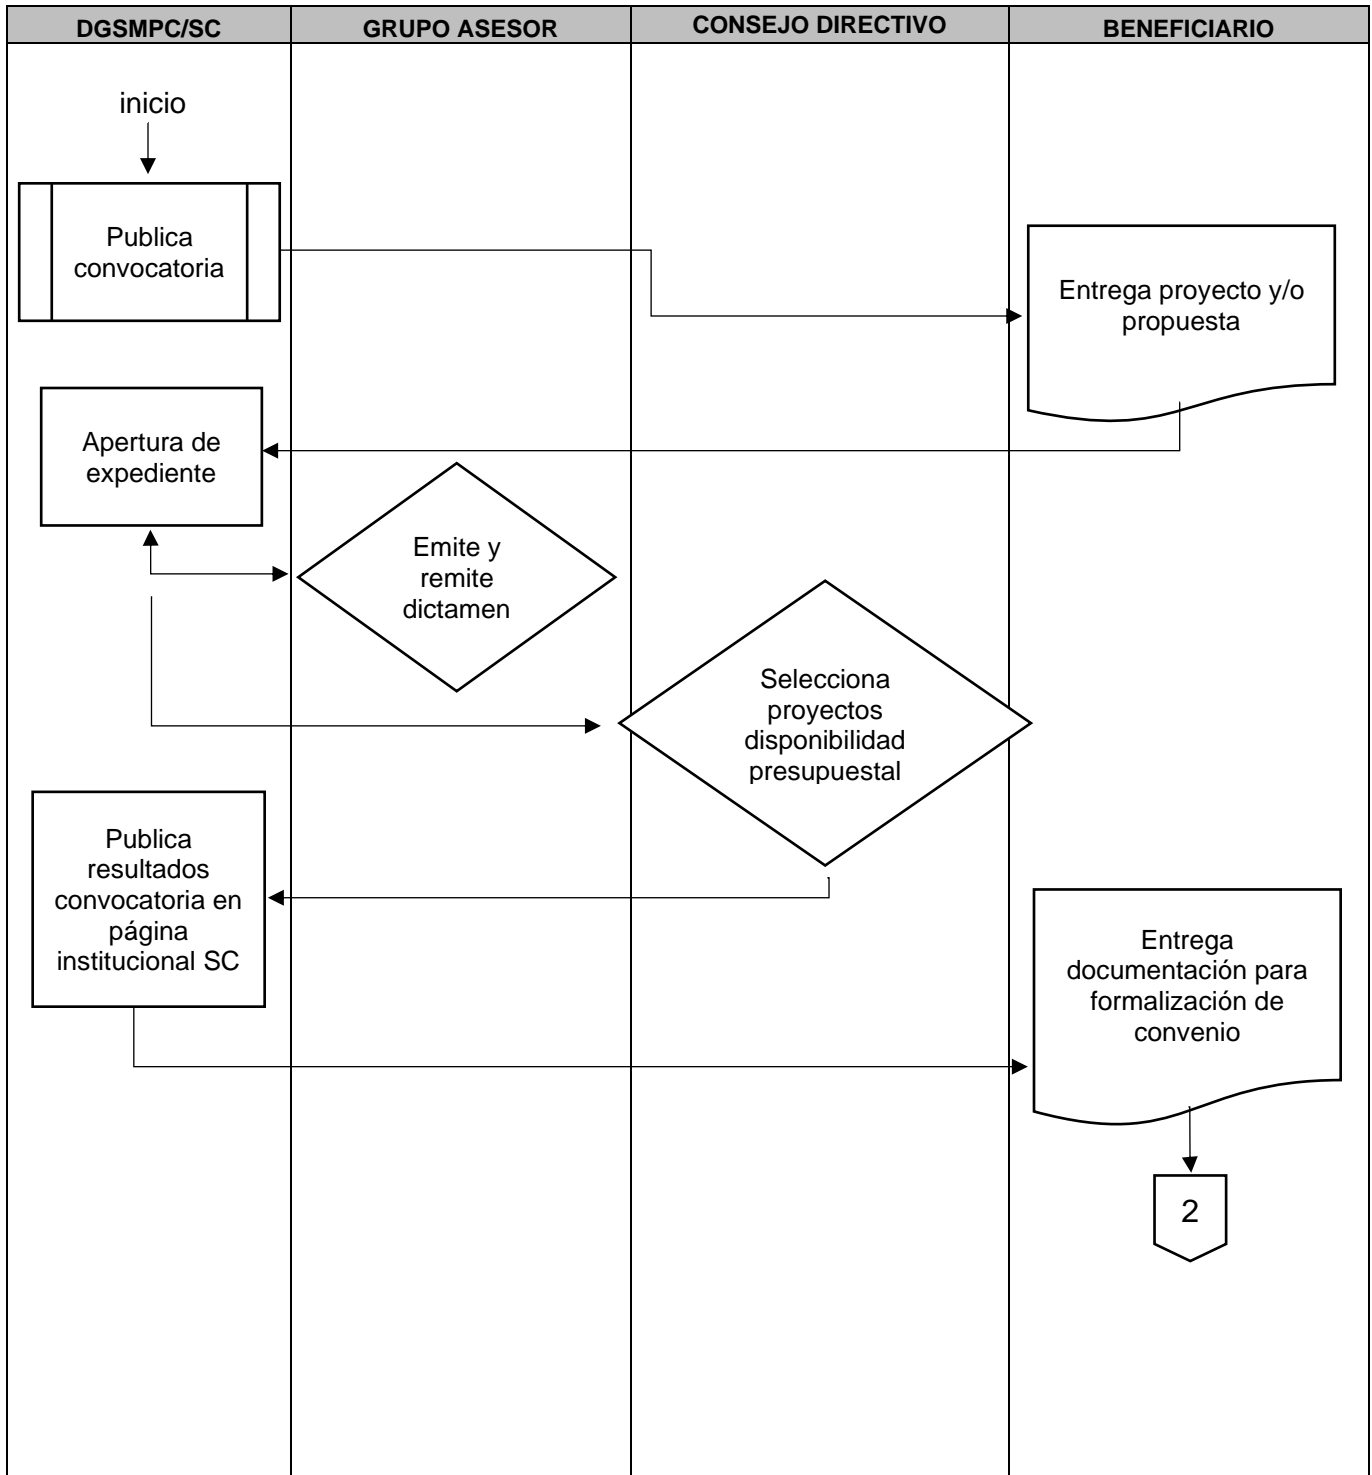 DGSMPC/SC
GRUPO ASESOR
CONSEJO DIRECTIVO
BENEFICIARIO
inicio
Publica
convocatoria
Entrega proyecto y/o
propuesta
Apertura de
expediente
Emite y
remite
dictamen
Selecciona
proyectos
disponibilidad
presupuestal
Publica
resultados
convocatoria en
página
institucional SC
Entrega
documentación para
formalización de
convenio
2